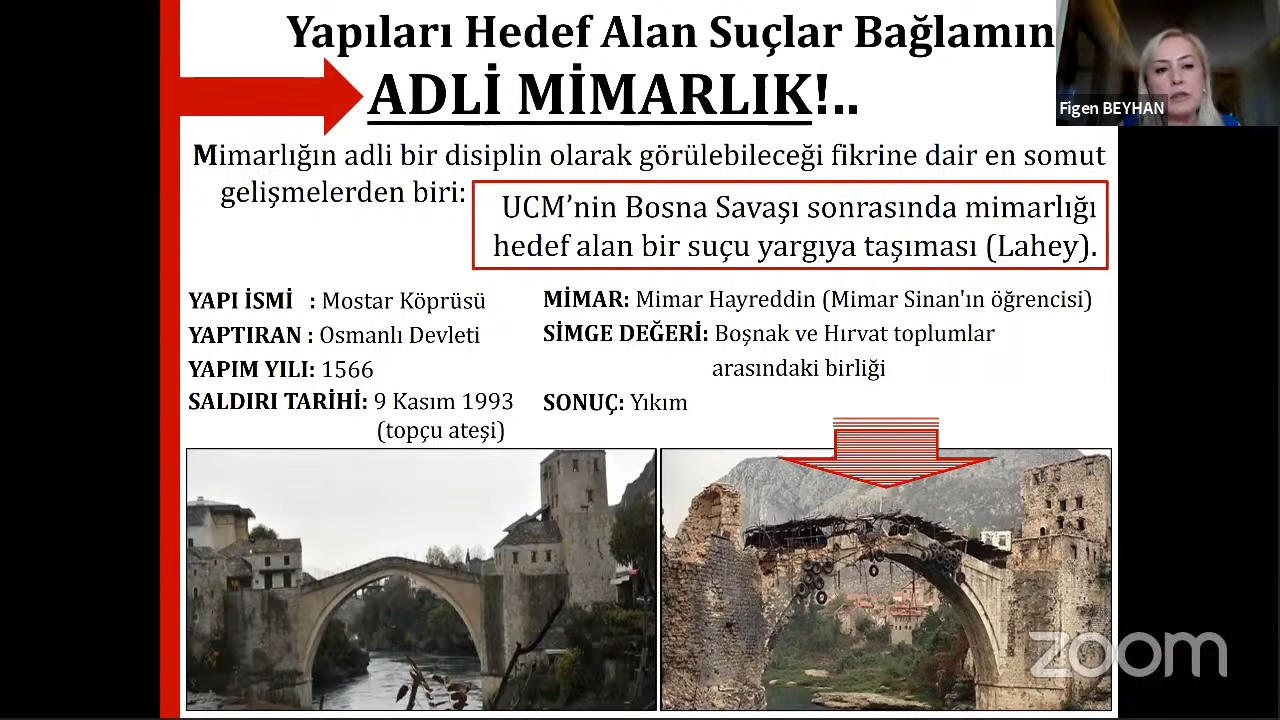 Yapıları Hedef Alan Suçlar Bağlamın
ADLİ MİMARLIK!..
Figen BEYHAN
Mimarlığın adli bir disiplin olarak görülebileceği fikrine dair en somut
gelişmelerden biri:
UCM’nin Bosna Savaşı sonrasında mimarlığı
hedef alan bir suçu yargıya taşıması (Lahey).
YAPI İSMİ : Mostar Köprüsü
YAPTIRAN : Osmanlı Devleti
YAPIM YILI: 1566
SALDIRI TARİHİ: 9 Kasım 1993
(topçu ateşi)
MİMAR: Mimar Hayreddin (Mimar Sinan'ın öğrencisi)
SİMGE DEĞERİ: Boşnak ve Hırvat toplumlar
arasındaki birliği
SONUÇ: Yıkım
zoom